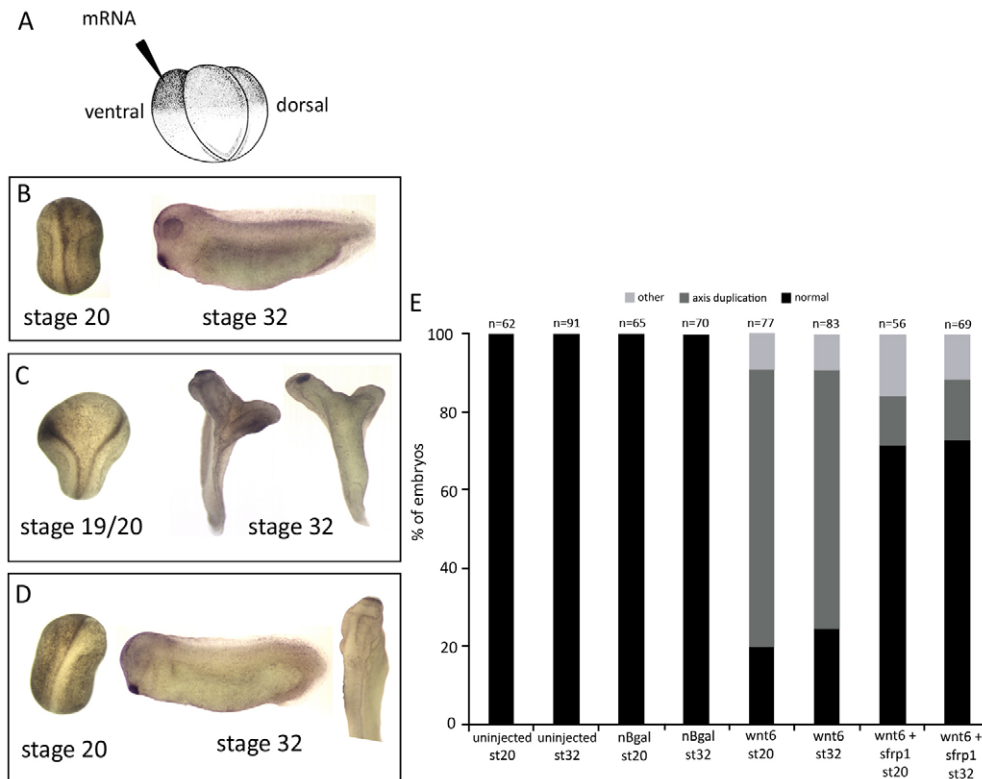 A
mRNA
ventral
dorsal
B
stage 20
stage 32
C
stage 19/20
stage 32
D
stage 20
stage 32
E
other
axis duplication
normal
n=62
n=91
n=65
n=70
n=77
n=83
n=56
n=69
% of embryos
100
80
60
40
20
0
uninjected
st20
uninjected
st32
nBgal
st20
nBgal
st32
wnt6
st20
wnt6
st32
wnt6 +
sfrp1
st20
wnt6 +
sfrp1
st32